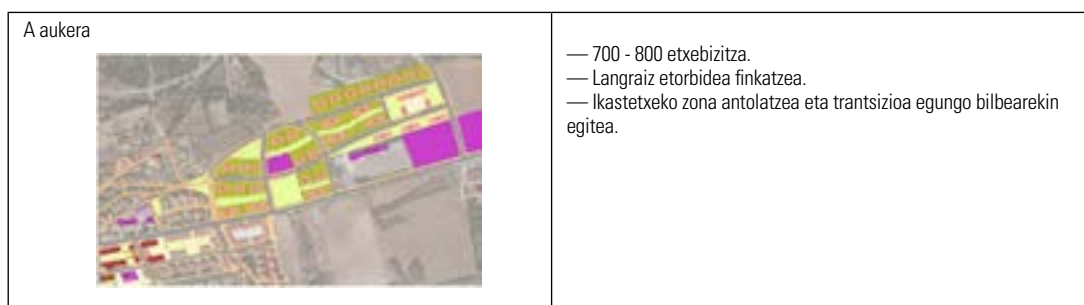 A aukera
— 700 - 800 etxebizitza.
— Langraiz etorbidea finkatzea.
— Ikastetxeko zona antolatzea eta trantsizioa egungo bilbearekin
egitea.